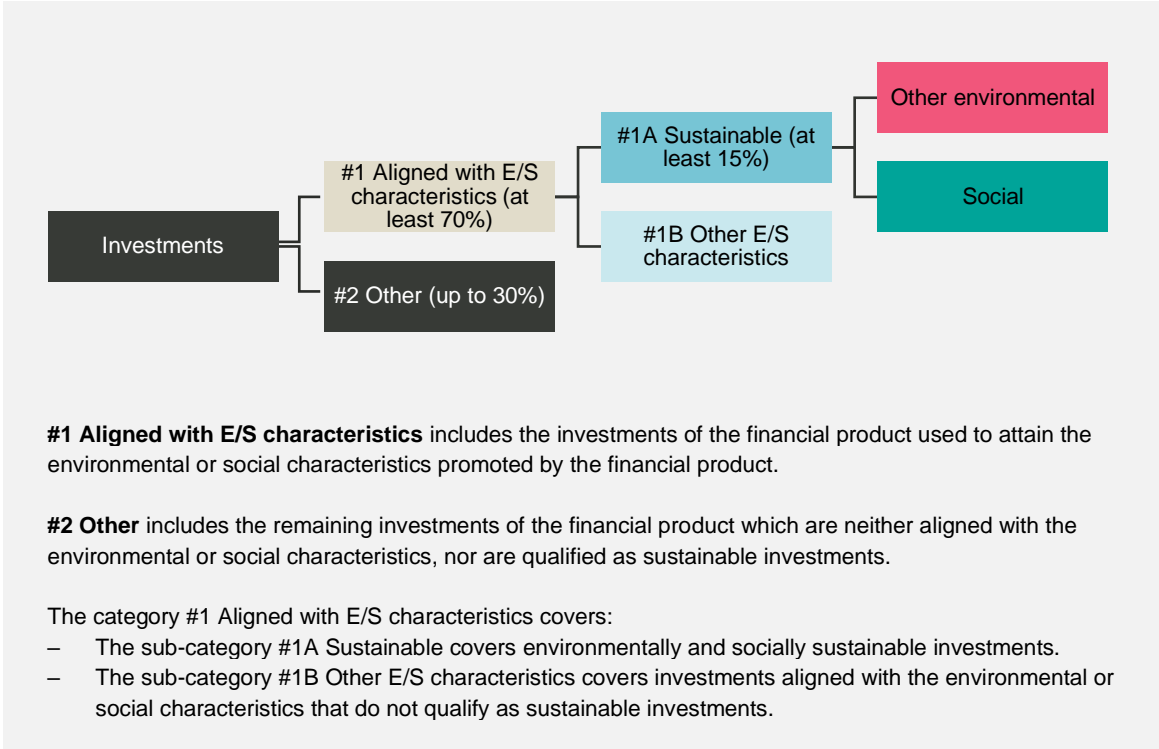 Investments
#1 Aligned with E/S
characteristics (at
least 70%)
#2 Other (up to 30%)
#1A Sustainable (at
least 15%)
#1B Other E/S
characteristics
Other environmental
Social
#1 Aligned with E/S characteristics includes the investments of the financial product used to attain the
environmental or social characteristics promoted by the financial product.
#2 Other includes the remaining investments of the financial product which are neither aligned with the
environmental or social characteristics, nor are qualified as sustainable investments.
The category #1 Aligned with E/S characteristics covers:
– The sub-category #1A Sustainable covers environmentally and socially sustainable investments.
– The sub-category #1B Other E/S characteristics covers investments aligned with the environmental or
social characteristics that do not qualify as sustainable investments.